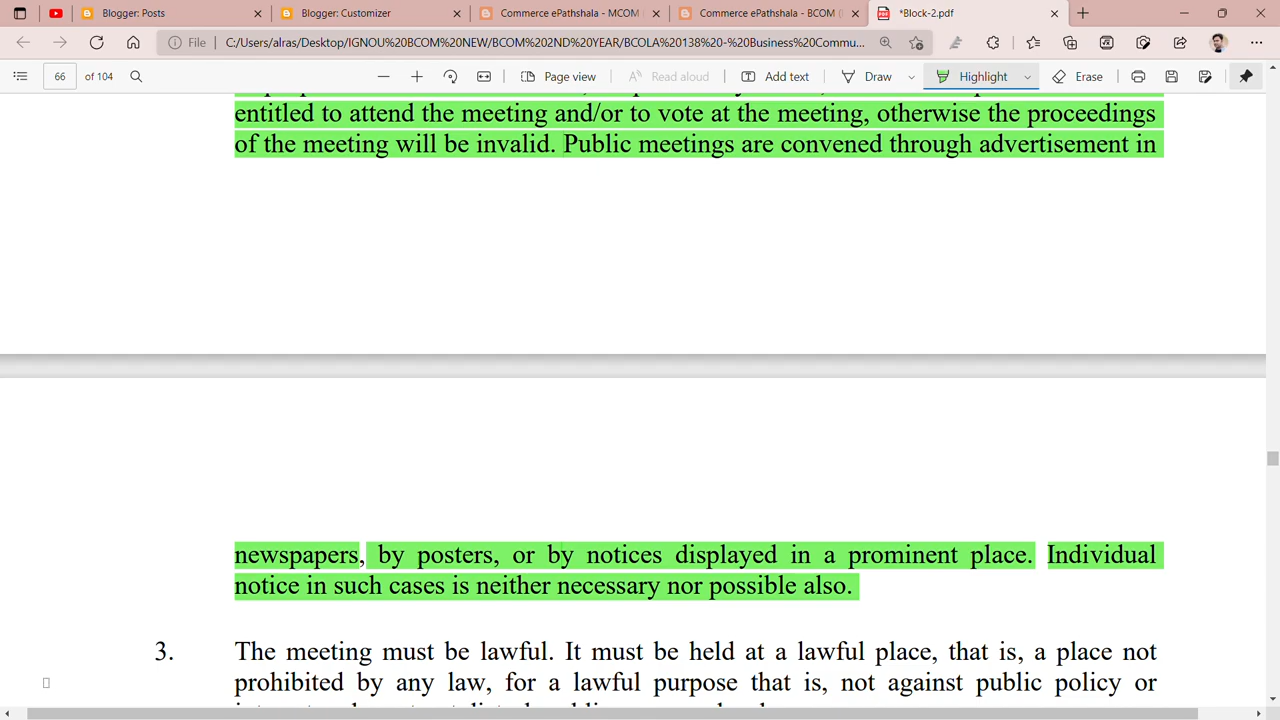 Blogger: Posts
Blogger: Customizer
Commerce ePathshala - MCOM
Commerce ePathshala - BCOM (
*Block-2.pdf
File
C:/Users/alras/Desktop/IGNOU%20BCOM%20NEW/BCOM%202ND%20YEAR/BCOLA%20138%20-%20Business%20Commu...
66 of 104
Page view
Read aloud
Add text
Draw
Highlight
Erase
entitled to attend the meeting and/or to vote at the meeting, otherwise the proceedings
of the meeting will be invalid. Public meetings are convened through advertisement in
newspapers, by posters, or by notices displayed in a prominent place. Individual
notice in such cases is neither necessary nor possible also.
3. The meeting must be lawful. It must be held at a lawful place, that is, a place not
prohibited by any law, for a lawful purpose that is, not against public policy or